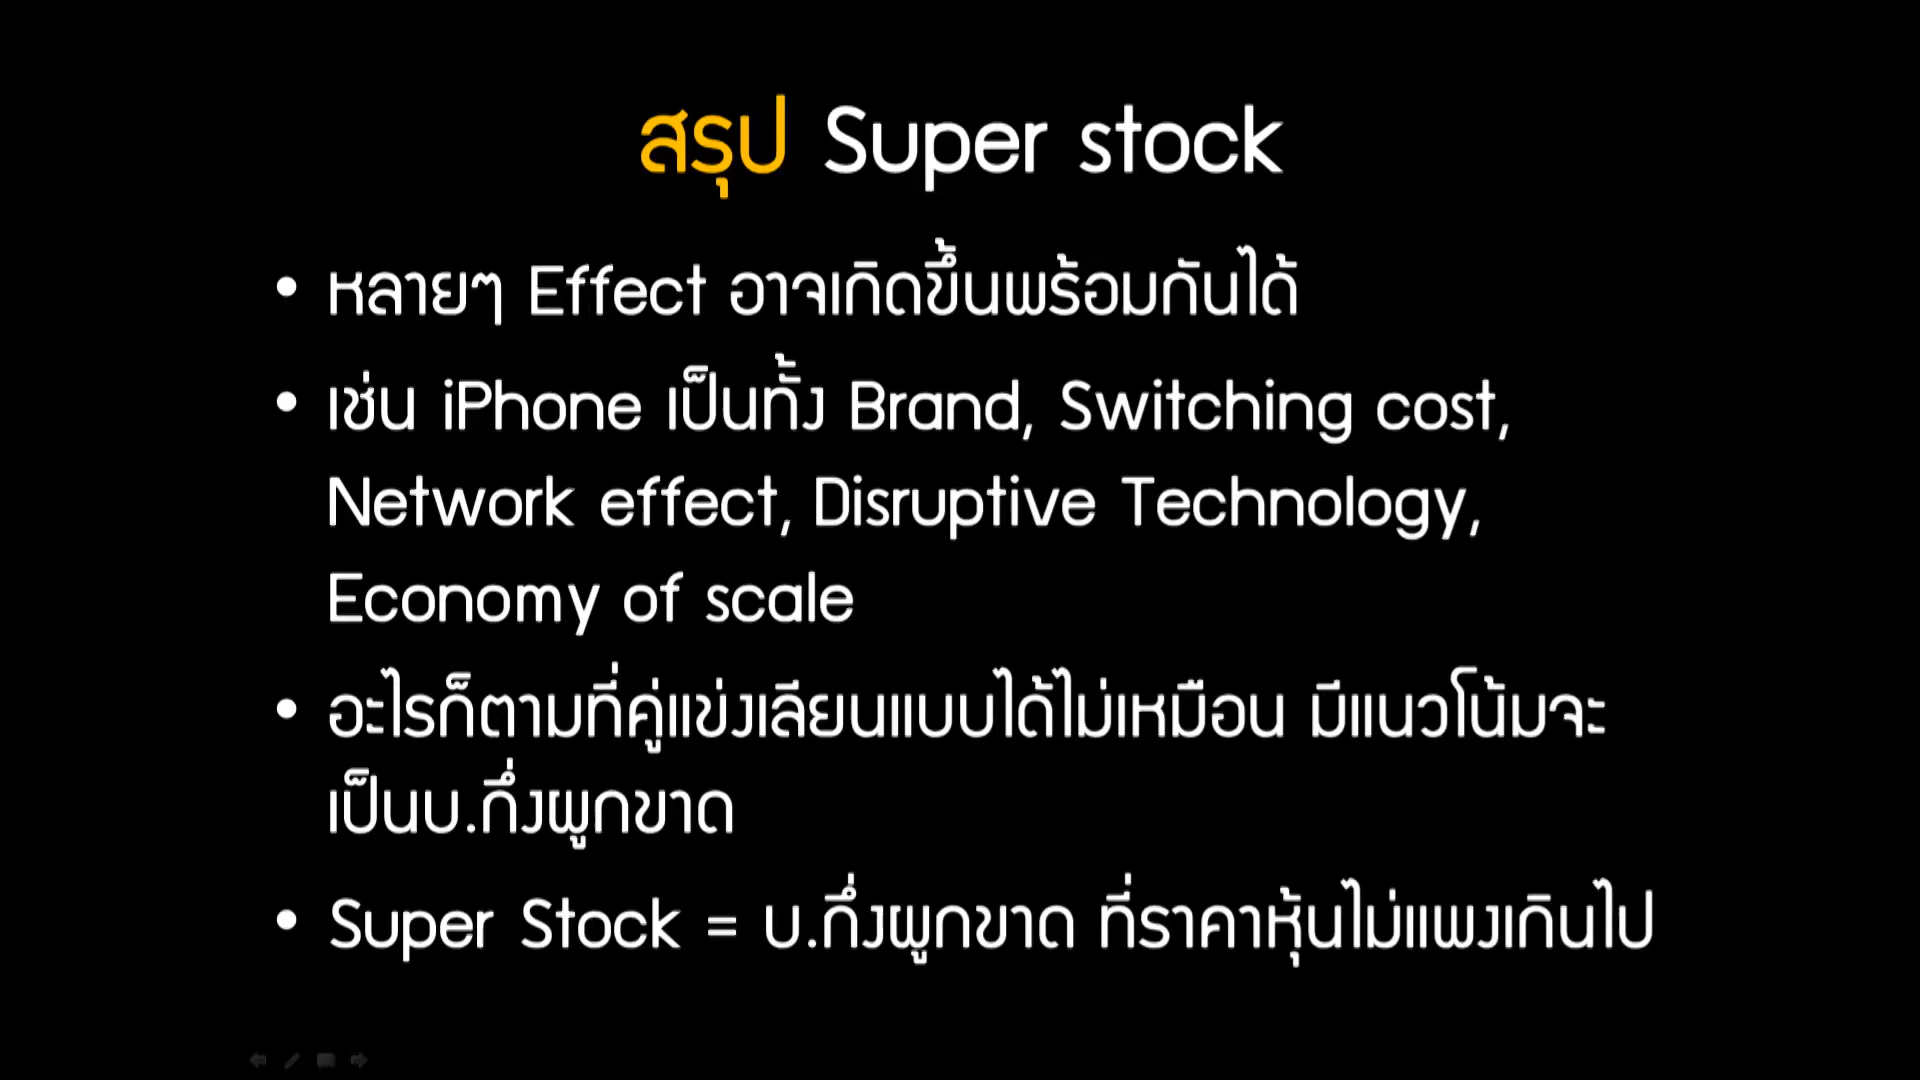 สรุป Super stock
• หลายๆ Effect อาจเกิดขึ้นพร้อมกันได้
• เช่น iPhone เป็นทั้ง Brand, Switching cost,
Network effect, Disruptive Technology,
Economy of scale
• อะไรก็ตามที่คู่แข่งเลียนแบบได้ไม่เหมือน มีแนวโน้มจะ
เป็นบ.กึ่งผูกขาด
• Super Stock = บ.กึ่งผูกขาด ที่ราคาหุ้นไม่แพงเกินไป